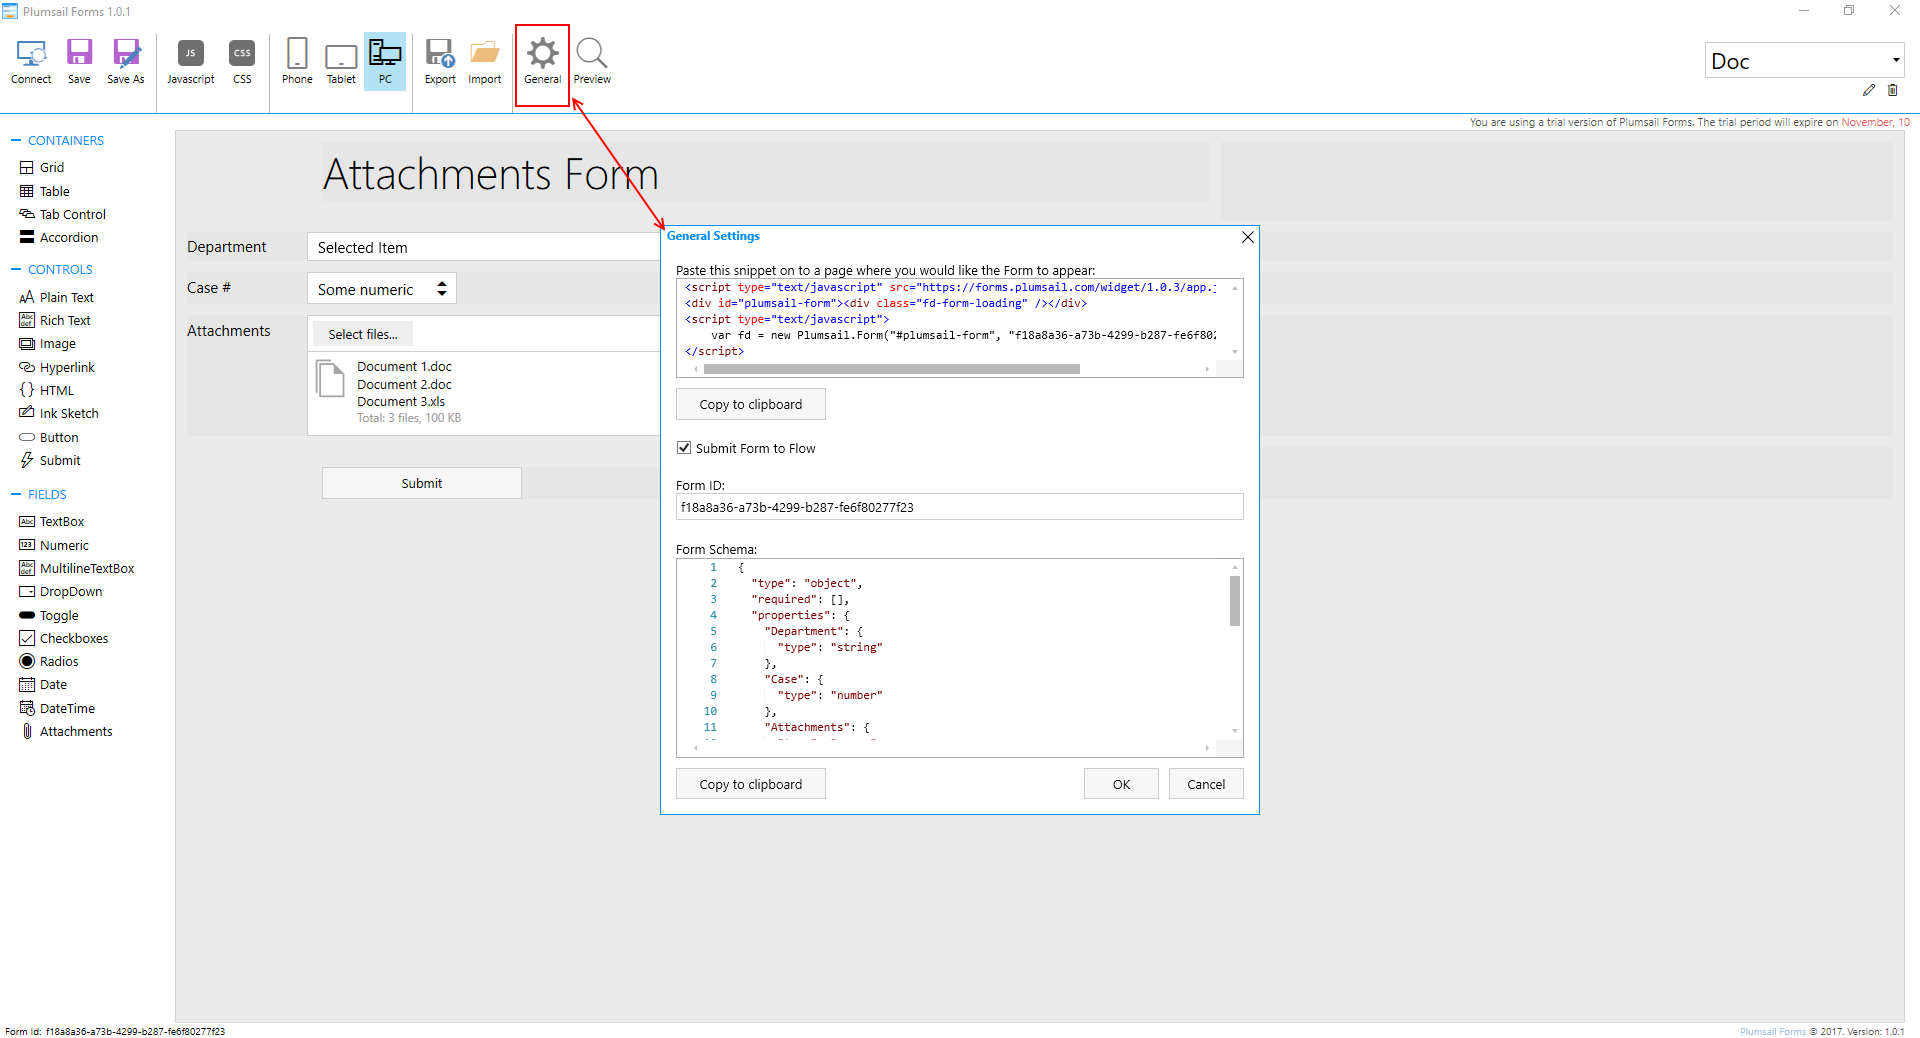 Plumsail Forms 1.0.1
Connect Save Save As JS Javascript CSS CSS Phone Tablet PC Export Import General Preview
Doc
You are using a trial version of Plumsail Forms. The trial period will expire on November, 10
CONTAINERS
Grid
Table
Tab Control
Accordion
CONTROLS
Plain Text
Rich Text
Image
Hyperlink
HTML
Ink Sketch
Button
Submit
FIELDS
TextBox
Numeric
MultilineTextBox
DropDown
Toggle
Checkboxes
Radios
Date
DateTime
Attachments
Attachments Form
Department Selected Item
Case # Some numeric
Attachments Select files...
Document 1.doc
Document 2.doc
Document 3.xls
Total: 3 files, 100 KB
Submit
General Settings
Paste this snippet on to a page where you would like the Form to appear:
<script type="text/javascript" src="https://forms.plumsail.com/widget/1.0.3/app.j
<div id="plumsail-form"><div class="fd-form-loading" /></div>
<script type="text/javascript">
var fd = new Plumsail.Form("#plumsail-form", "f18a8a36-a73b-4299-b287-fe6f802
</script>
Copy to clipboard
Submit Form to Flow
Form ID:
f18a8a36-a73b-4299-b287-fe6f80277f23
Form Schema:
1 {
2 "type": "object",
3 "required": [],
4 "properties": {
5 "Department": {
6 "type": "string"
7 },
8 "Case": {
9 "type": "number"
10 },
11 "Attachments": {
Copy to clipboard OK Cancel
Form Id: f18a8a36-a73b-4299-b287-fe6f80277f23
Plumsail Forms © 2017. Version: 1.0.1